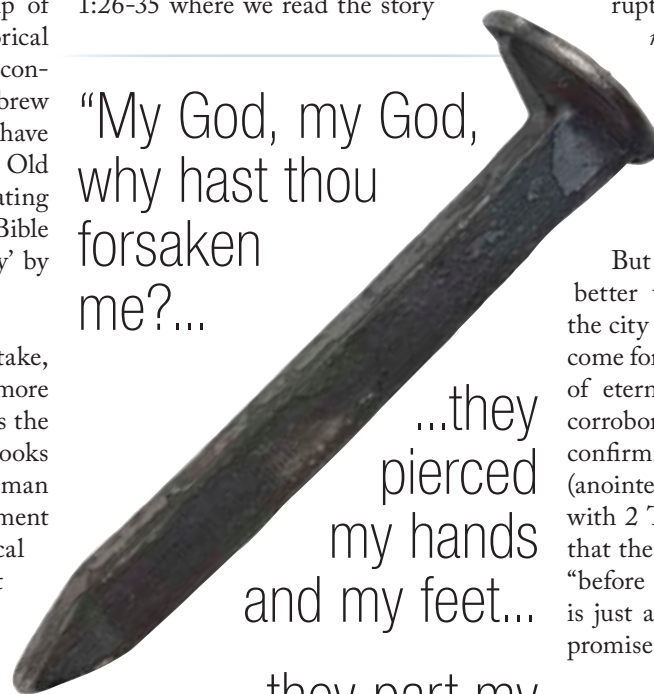 p of
orical
con-
brew
have
Old
ating
Bible
y' by
take,
more
s the
ooks
man
ment
cal
t
1:26-35 where we read the story
“My God, my God,
why hast thou
forsaken
me?...
...they
pierced
my hands
and my feet...
they part my
rupt
But
better
the city
come for
of etern
corrobor
confirm
(anointe
with 2 T
that the
“before
is just a
promise